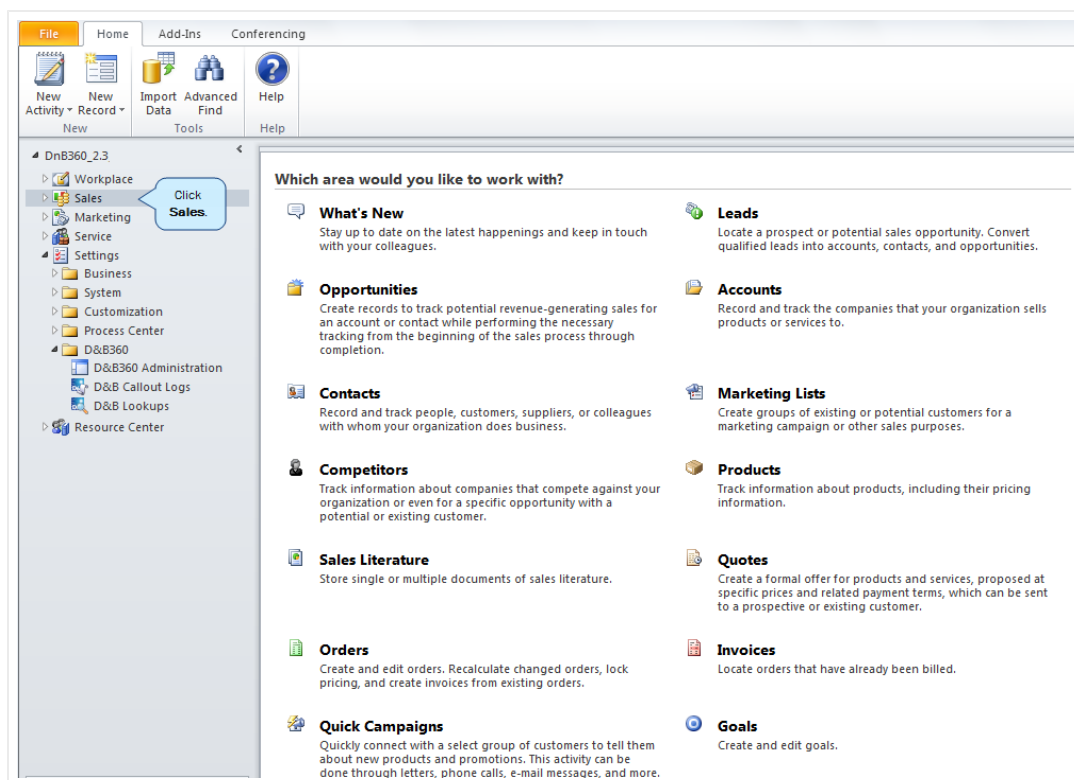 File Home Add-Ins Conferencing
New Activity New Record Import Data Advanced Find Help
New Tools Help
DnB360_2.3
Workplace
Sales
Marketing
Service
Settings
Business
System
Customization
Process Center
D&B360
D&B360 Administration
D&B Callout Logs
D&B Lookups
Resource Center
Click
Sales.
Which area would you like to work with?
What's New
Stay up to date on the latest happenings and keep in touch
with your colleagues.
Leads
Locate a prospect or potential sales opportunity. Convert
qualified leads into accounts, contacts, and opportunities.
Opportunities
Create records to track potential revenue-generating sales for
an account or contact while performing the necessary
tracking from the beginning of the sales process through
completion.
Accounts
Record and track the companies that your organization sells
products or services to.
Contacts
Record and track people, customers, suppliers, or colleagues
with whom your organization does business.
Marketing Lists
Create groups of existing or potential customers for a
marketing campaign or other sales purposes.
Competitors
Track information about companies that compete against your
organization or even for a specific opportunity with a
potential or existing customer.
Products
Track information about products, including their pricing
information.
Sales Literature
Store single or multiple documents of sales literature.
Quotes
Create a formal offer for products and services, proposed at
specific prices and related payment terms, which can be sent
to a prospective or existing customer.
Orders
Create and edit orders. Recalculate changed orders, lock
pricing, and create invoices from existing orders.
Invoices
Locate orders that have already been billed.
Quick Campaigns
Quickly connect with a select group of customers to tell them
about new products and promotions. This activity can be
done through letters, phone calls, e-mail messages, and more.
Goals
Create and edit goals.